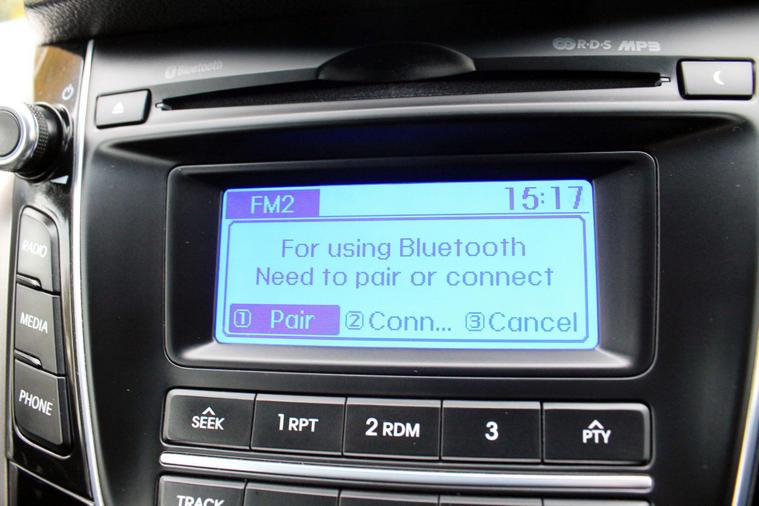 Bluetooth
R·D·S MP3
FM2 15:17
For using Bluetooth
Need to pair or connect
① Pair ②Conn... ③Cancel
RADIO
MEDIA
PHONE
SEEK 1 RPT 2 RDM 3 PTY
TRACK